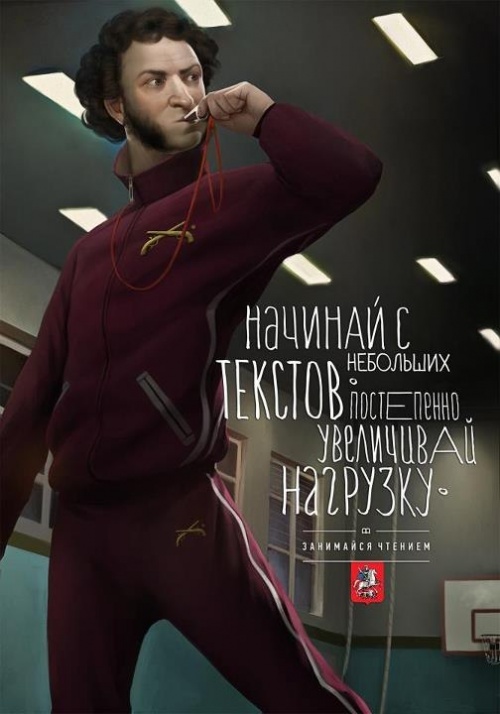 НАЧИНАЙ С
НЕБОЛЬШИХ
ТЕКСТОВ.
ПОСТЕПЕННО
УВЕЛИЧИВАЙ
НАГРУЗКУ.
ЗАНИМАЙСЯ ЧТЕНИЕМ